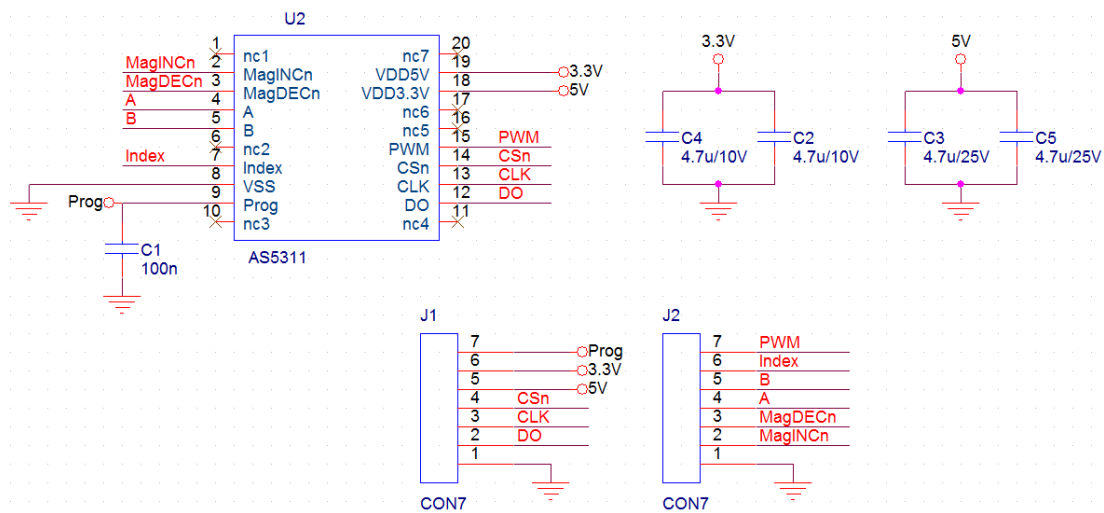 U2
1 nc1 nc7 20
MagINCn 2 MagINCn VDD5V 19 3.3V
MagDECn 3 MagDECn VDD3.3V 18 5V
A 4 A nc6 17
B 5 B nc5 16
6 nc2 PWM 15 PWM
Index 7 Index CSn 14 CSn
8 VSS CLK 13 CLK
Prog 9 Prog DO 12 DO
10 nc3 nc4 11
AS5311
C1
100n
3.3V
C4 C2
4.7u/10V 4.7u/10V
5V
C3 C5
4.7u/25V 4.7u/25V
J1
7 Prog
6 3.3V
5 5V
4 CSn
3 CLK
2 DO
1
CON7
J2
7 PWM
6 Index
5 B
4 A
3 MagDECn
2 MagINCn
1
CON7